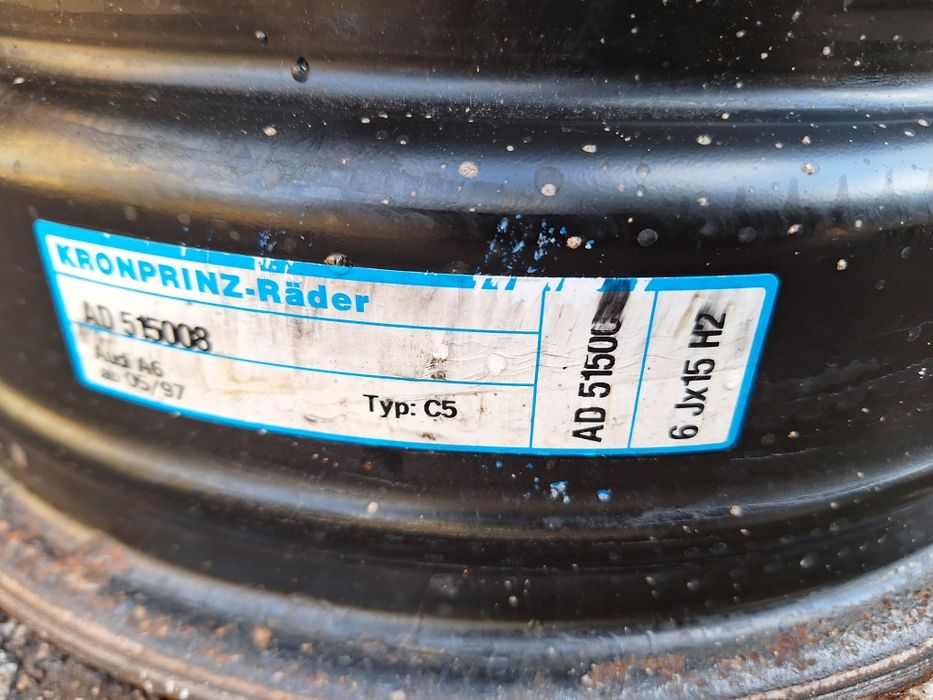 KRONPRINZ-Räder
AD 515008
Audi A6
ab 05/97
Typ: C5
AD 51500
6 Jx15 H2